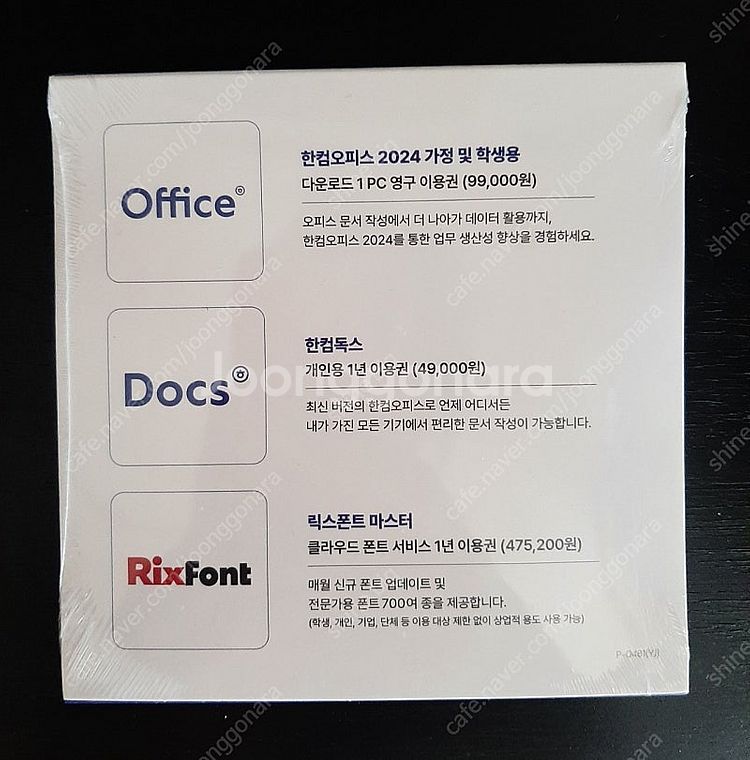 Office
한컴오피스 2024 가정 및 학생용
다운로드 1 PC 영구 이용권 (99,000원)
오피스 문서 작성에서 더 나아가 데이터 활용까지,
한컴오피스 2024를 통한 업무 생산성 향상을 경험하세요.
Docs
한컴독스
개인용 1년 이용권 (49,000원)
최신 버전의 한컴오피스로 언제 어디서든
내가 가진 모든 기기에서 편리한 문서 작성이 가능합니다.
Joonggonara
RixFont
릭스폰트 마스터
클라우드 폰트 서비스 1년 이용권 (475,200원)
매월 신규 폰트 업데이트 및
전문가용 폰트 700여 종을 제공합니다.
(학생, 개인, 기업, 단체 등 이용 대상 제한 없이 상업적 용도 사용 가능)
P-0461(YJ)
cafe.naver.com/joonggonara